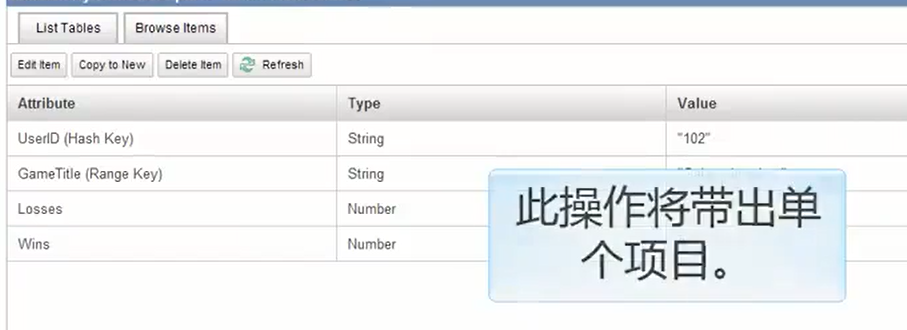 List Tables Browse Items
Edit Item Copy to New Delete Item Refresh
Attribute Type Value
UserID (Hash Key) String "102"
GameTitle (Range Key) String
Losses Number
Wins Number
此操作将带出单
个项目。